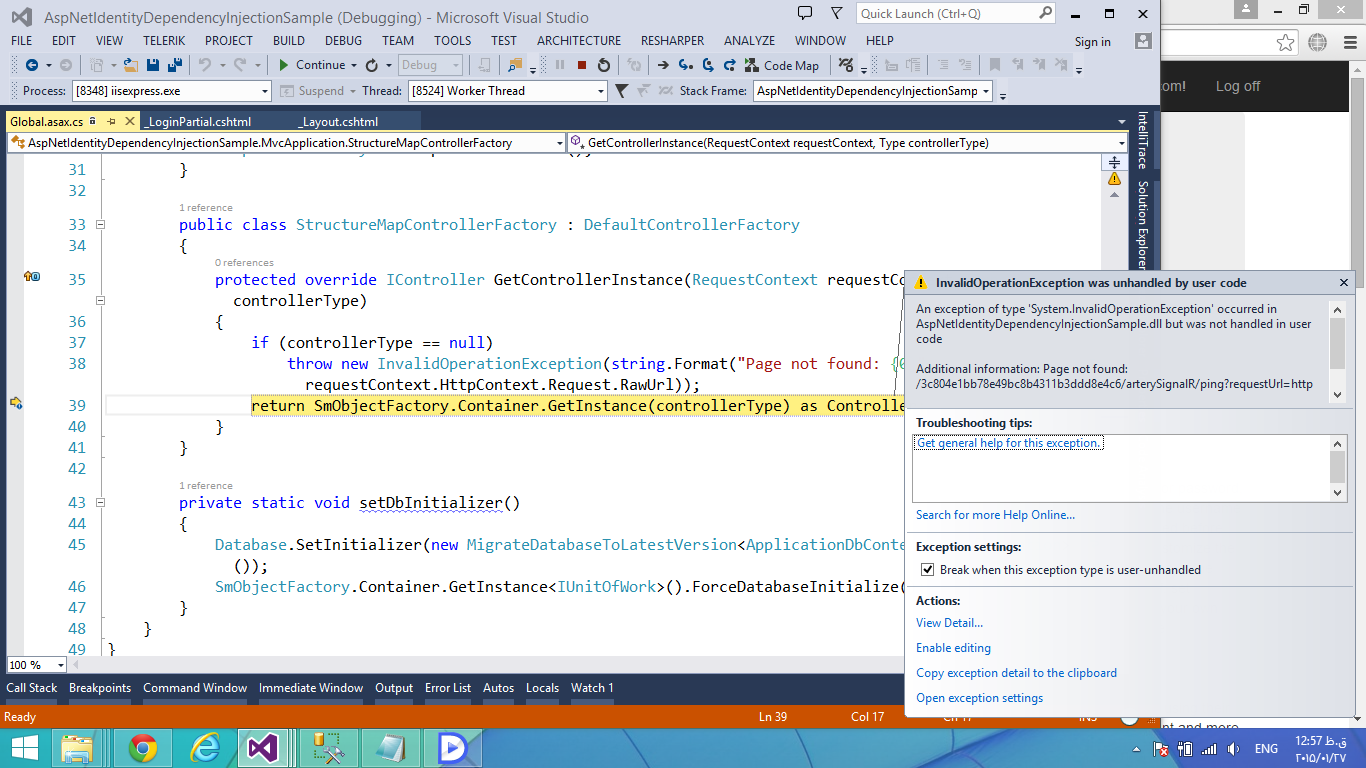 AspNetIdentityDependencyInjectionSample (Debugging) - Microsoft Visual Studio
Quick Launch (Ctrl+Q)
FILE EDIT VIEW TELERIK PROJECT BUILD DEBUG TEAM TOOLS TEST ARCHITECTURE RESHARPER ANALYZE WINDOW HELP Sign in
Continue Debug Code Map
Process: [8348] iisexpress.exe Suspend Thread: [8524] Worker Thread Stack Frame: AspNetIdentityDependencyInjectionSamp
com! Log off
Global.asax.cs _LoginPartial.cshtml _Layout.cshtml
AspNetIdentityDependencyInjectionSample.MvcApplication.StructureMapControllerFactory GetControllerInstance(RequestContext requestContext, Type controllerType)
IntelliTrace
Solution Explorer
31 }
32
1 reference
33 public class StructureMapControllerFactory : DefaultControllerFactory
34 {
0 references
35 protected override IController GetControllerInstance(RequestContext requestCo
controllerType)
36 {
37 if (controllerType == null)
38 throw new InvalidOperationException(string.Format("Page not found: {0
requestContext.HttpContext.Request.RawUrl));
39 return SmObjectFactory.Container.GetInstance(controllerType) as Controlle
40 }
41 }
42
1 reference
43 private static void setDbInitializer()
44 {
45 Database.SetInitializer(new MigrateDatabaseToLatestVersion<ApplicationDbConte
());
46 SmObjectFactory.Container.GetInstance<IUnitOfWork>().ForceDatabaseInitialize(
47 }
48 }
49 }
100 %
InvalidOperationException was unhandled by user code
An exception of type 'System.InvalidOperationException' occurred in
AspNetIdentityDependencyInjectionSample.dll but was not handled in user
code
Additional information: Page not found:
/3c804e1bb78e49bc8b4311b3ddd8e4c6/arterySignalR/ping?requestUrl=http
Troubleshooting tips:
Get general help for this exception.
Search for more Help Online...
Exception settings:
Break when this exception type is user-unhandled
Actions:
View Detail...
Enable editing
Copy exception detail to the clipboard
Open exception settings
Call Stack Breakpoints Command Window Immediate Window Output Error List Autos Locals Watch 1
Ready Ln 39 Col 17 Ch 17 INS
nt and more
ENG
12:57 ق.ظ
۲۰۱۵/۰۱/۲۷